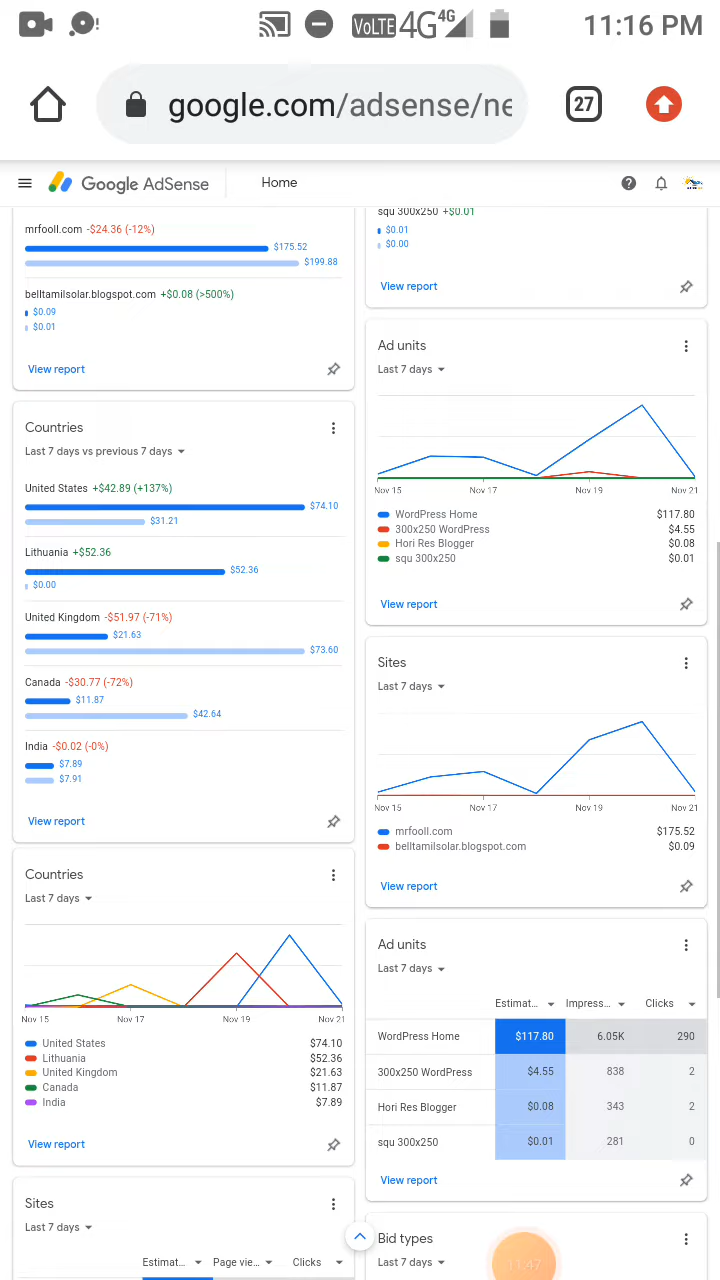 VoLTE 4G 4G 11:16 PM
google.com/adsense/ne
27
Google AdSense
Home
mrfooll.com -$24.36 (-12%)
$175.52
$199.88
belltamilsolar.blogspot.com +$0.08 (>500%)
$0.09
$0.01
View report
Countries
Last 7 days vs previous 7 days
United States +$42.89 (+137%)
$74.10
$31.21
Lithuania +$52.36
$52.36
$0.00
United Kingdom -$51.97 (-71%)
$21.63
$73.60
Canada -$30.77 (-72%)
$11.87
$42.64
India -$0.02 (-0%)
$7.89
$7.91
View report
Countries
Last 7 days
Nov 15 Nov 17 Nov 19 Nov 21
United States $74.10
Lithuania $52.36
United Kingdom $21.63
Canada $11.87
India $7.89
View report
Sites
Last 7 days
Estimat... Page vie... Clicks
squ 300x250 +$0.01
$0.01
$0.00
View report
Ad units
Last 7 days
Nov 15 Nov 17 Nov 19 Nov 21
WordPress Home $117.80
300x250 WordPress $4.55
Hori Res Blogger $0.08
squ 300x250 $0.01
View report
Sites
Last 7 days
Nov 15 Nov 17 Nov 19 Nov 21
mrfooll.com $175.52
belltamilsolar.blogspot.com $0.09
View report
Ad units
Last 7 days
Estimat... Impress... Clicks
WordPress Home $117.80 6.05K 290
300x250 WordPress $4.55 838 2
Hori Res Blogger $0.08 343 2
squ 300x250 $0.01 281 0
View report
Bid types
Last 7 days
11:47